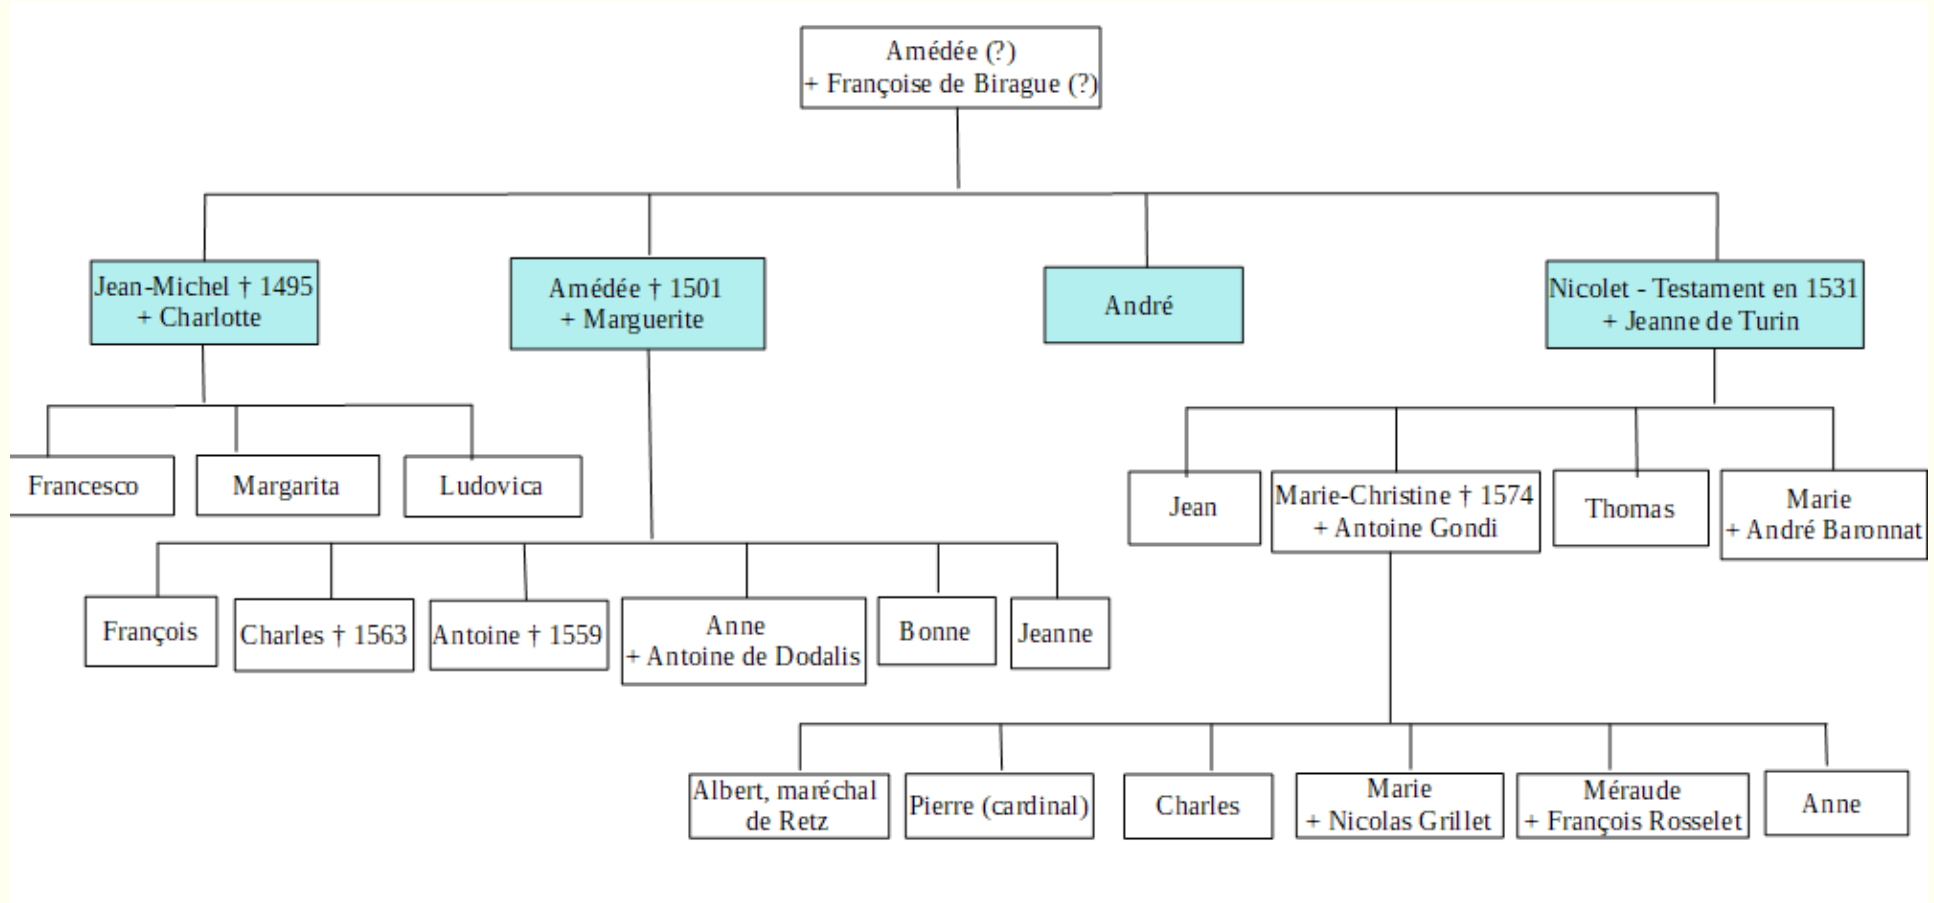 Amédée (?)
+ Françoise de Birague (?)
Jean-Michel † 1495
+ Charlotte
Amédée † 1501
+ Marguerite
André
Nicolet - Testament en 1531
+ Jeanne de Turin
Francesco
Margarita
Ludovica
Jean
Marie-Christine † 1574
+ Antoine Gondi
Thomas
Marie
+ André Baronnat
François
Charles † 1563
Antoine † 1559
Anne
+ Antoine de Dodalis
Bonne
Jeanne
Albert, maréchal
de Retz
Pierre (cardinal)
Charles
Marie
+ Nicolas Grillet
Méraude
+ François Rosselet
Anne